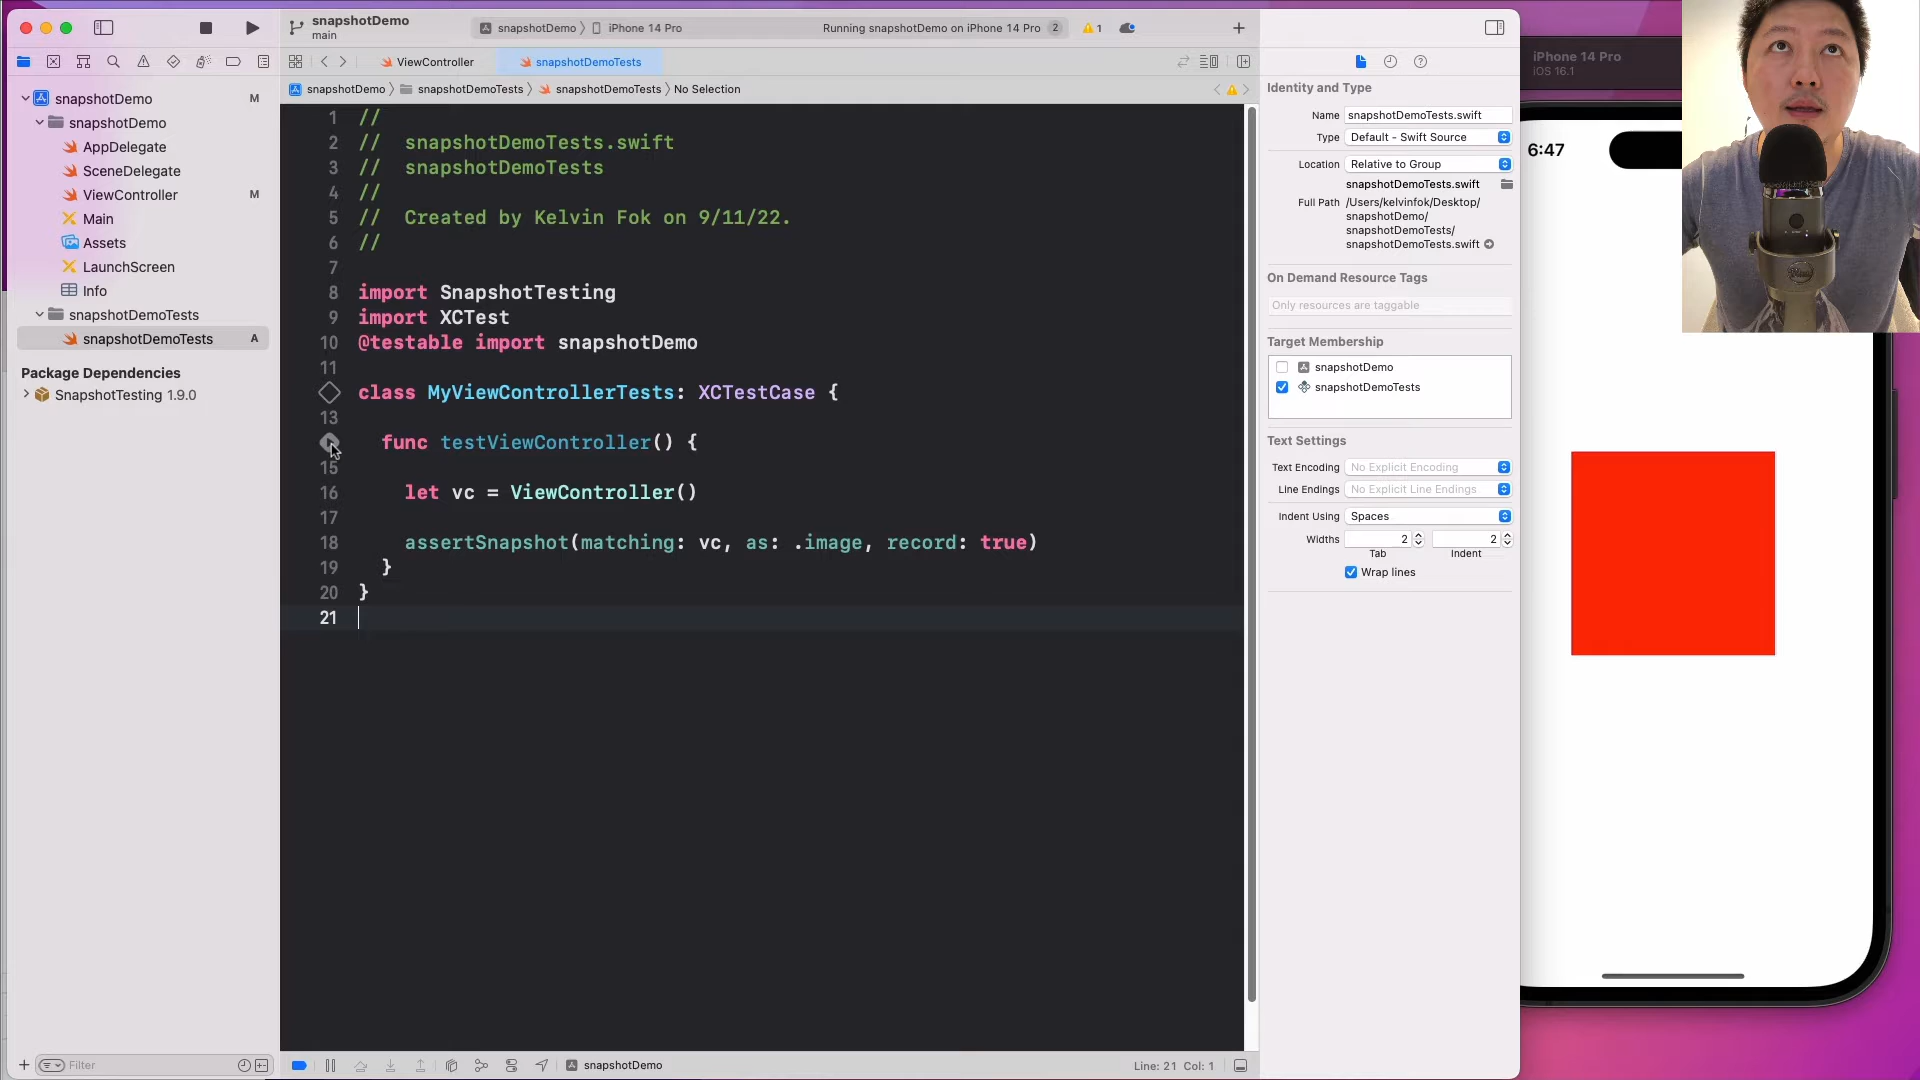 snapshotDemo
main
snapshotDemo
iPhone 14 Pro
Running snapshotDemo on iPhone 14 Pro
2
1
ViewController
snapshotDemoTests
snapshotDemo
snapshotDemoTests
snapshotDemoTests
No Selection
snapshotDemo
M
snapshotDemo
AppDelegate
SceneDelegate
ViewController
M
Main
Assets
LaunchScreen
Info
snapshotDemoTests
snapshotDemoTests
A
Package Dependencies
SnapshotTesting 1.9.0
Filter
1 //
2 //  snapshotDemoTests.swift
3 //  snapshotDemoTests
4 //
5 //  Created by Kelvin Fok on 9/11/22.
6 //
7
8 import SnapshotTesting
9 import XCTest
10 @testable import snapshotDemo
11
class MyViewControllerTests: XCTestCase {
13
func testViewController() {
15
16 let vc = ViewController()
17
18 assertSnapshot(matching: vc, as: .image, record: true)
19 }
20 }
21
snapshotDemo
Line: 21 Col: 1
Identity and Type
Name snapshotDemoTests.swift
Type Default - Swift Source
Location Relative to Group
snapshotDemoTests.swift
Full Path /Users/kelvinfok/Desktop/
snapshotDemo/
snapshotDemoTests/
snapshotDemoTests.swift
On Demand Resource Tags
Only resources are taggable
Target Membership
snapshotDemo
snapshotDemoTests
Text Settings
Text Encoding No Explicit Encoding
Line Endings No Explicit Line Endings
Indent Using Spaces
Widths 2 2
Tab Indent
Wrap lines
iPhone 14 Pro
iOS 16.1
6:47